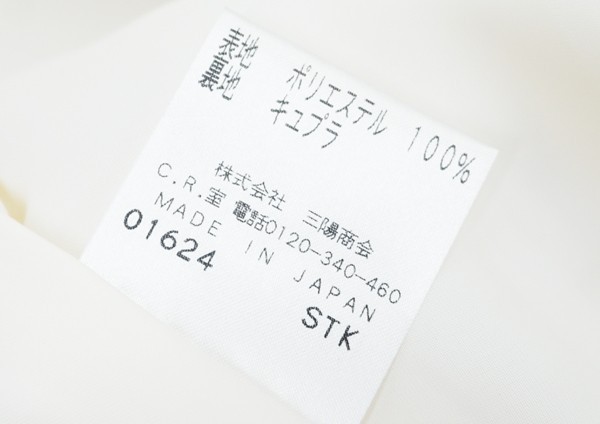 表地　ポリエステル　100%
裏地　キュプラ
株式会社　三陽商会
C.R.室 電話0120-340-460
MADE IN JAPAN
01624　STK